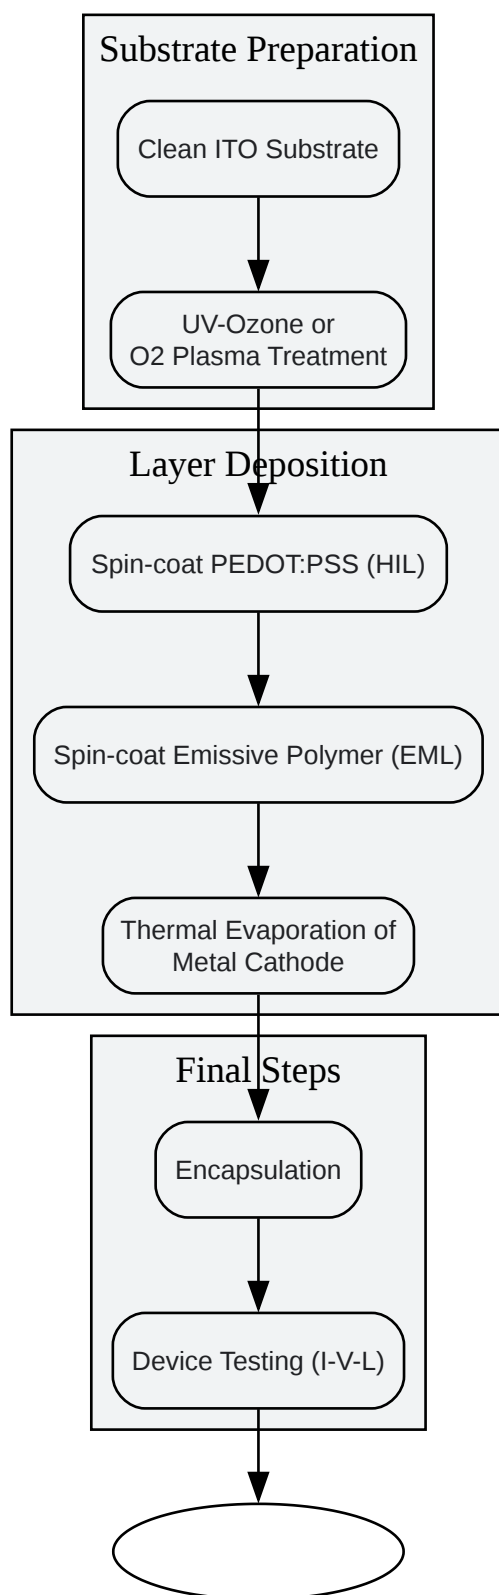 Substrate Preparation
Clean ITO Substrate
UV-Ozone or
O2 Plasma Treatment
Layer Deposition
Spin-coat PEDOT:PSS (HIL)
Spin-coat Emissive Polymer (EML)
Thermal Evaporation of
Metal Cathode
Final Steps
Encapsulation
Device Testing (I-V-L)